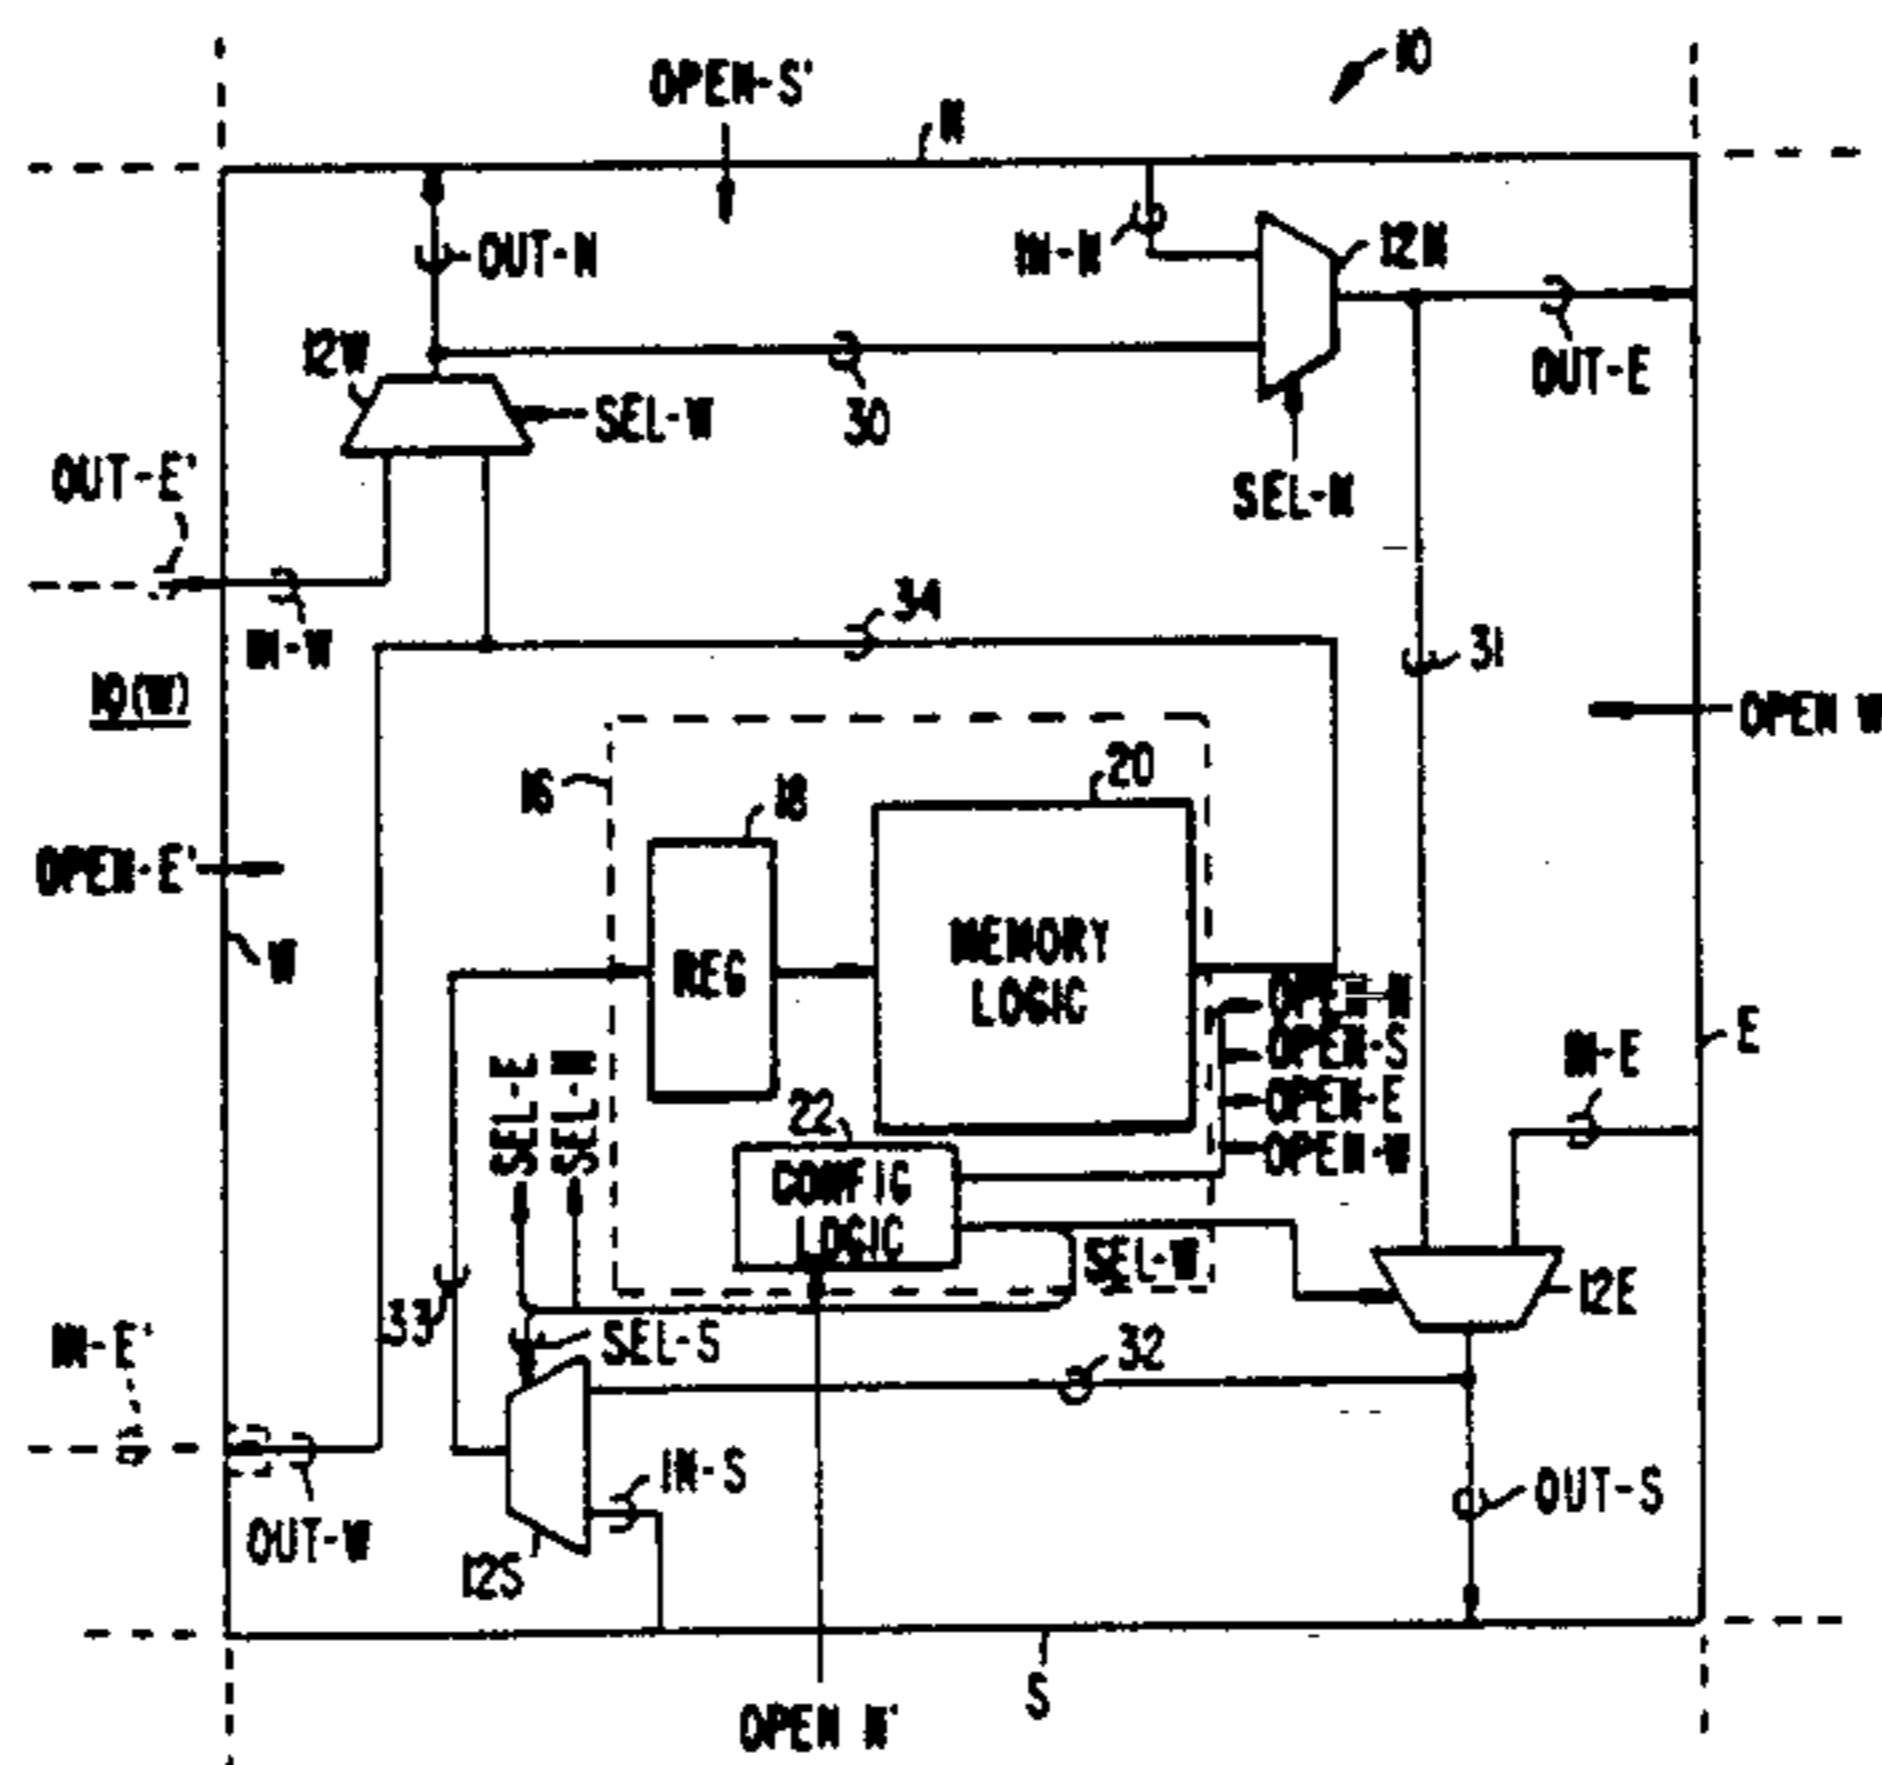 10
OPEN-S'
N
OUT-N
IN-N
12N
12W
SEL-W
30
OUT-E
OUT-E'
SEL-N
IN-W
34
31
10(W)
OPEN W
16
18
20
OPEN-E'
W
REG
MEMORY
LOGIC
OPEN-N
OPEN-S
OPEN-E
OPEN-W
E
IN-E
SEL-E
SEL-N
22
CONFIG
LOGIC
SEL-W
12E
33
IN-E'
SEL-S
32
IN-S
OUT-S
OUT-W
12S
S
OPEN N'